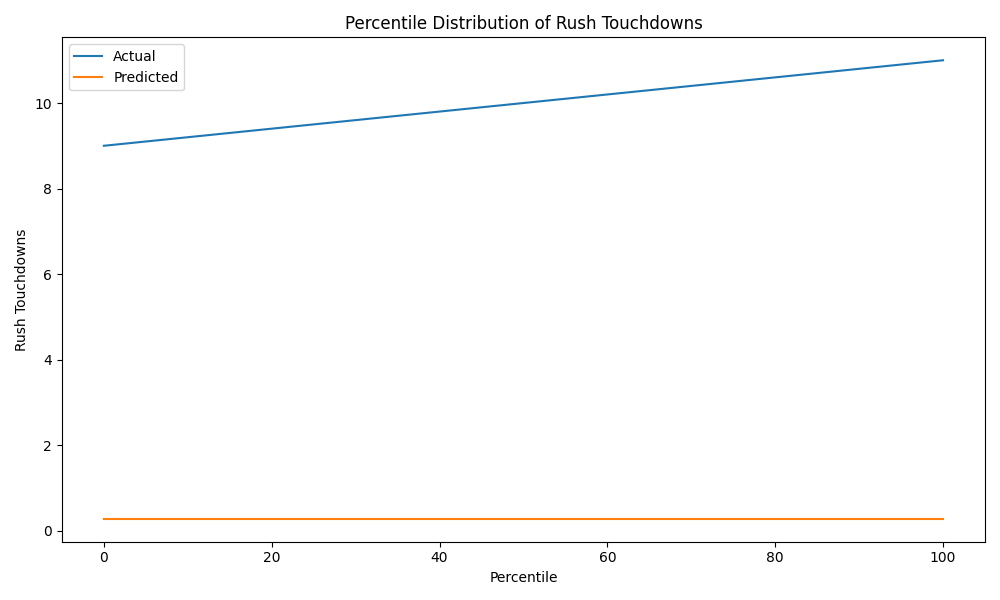 Percentile Distribution of Rush Touchdowns
Actual
Predicted
Rush Touchdowns
10
8
6
4
2
0
0 20 40 60 80 100
Percentile